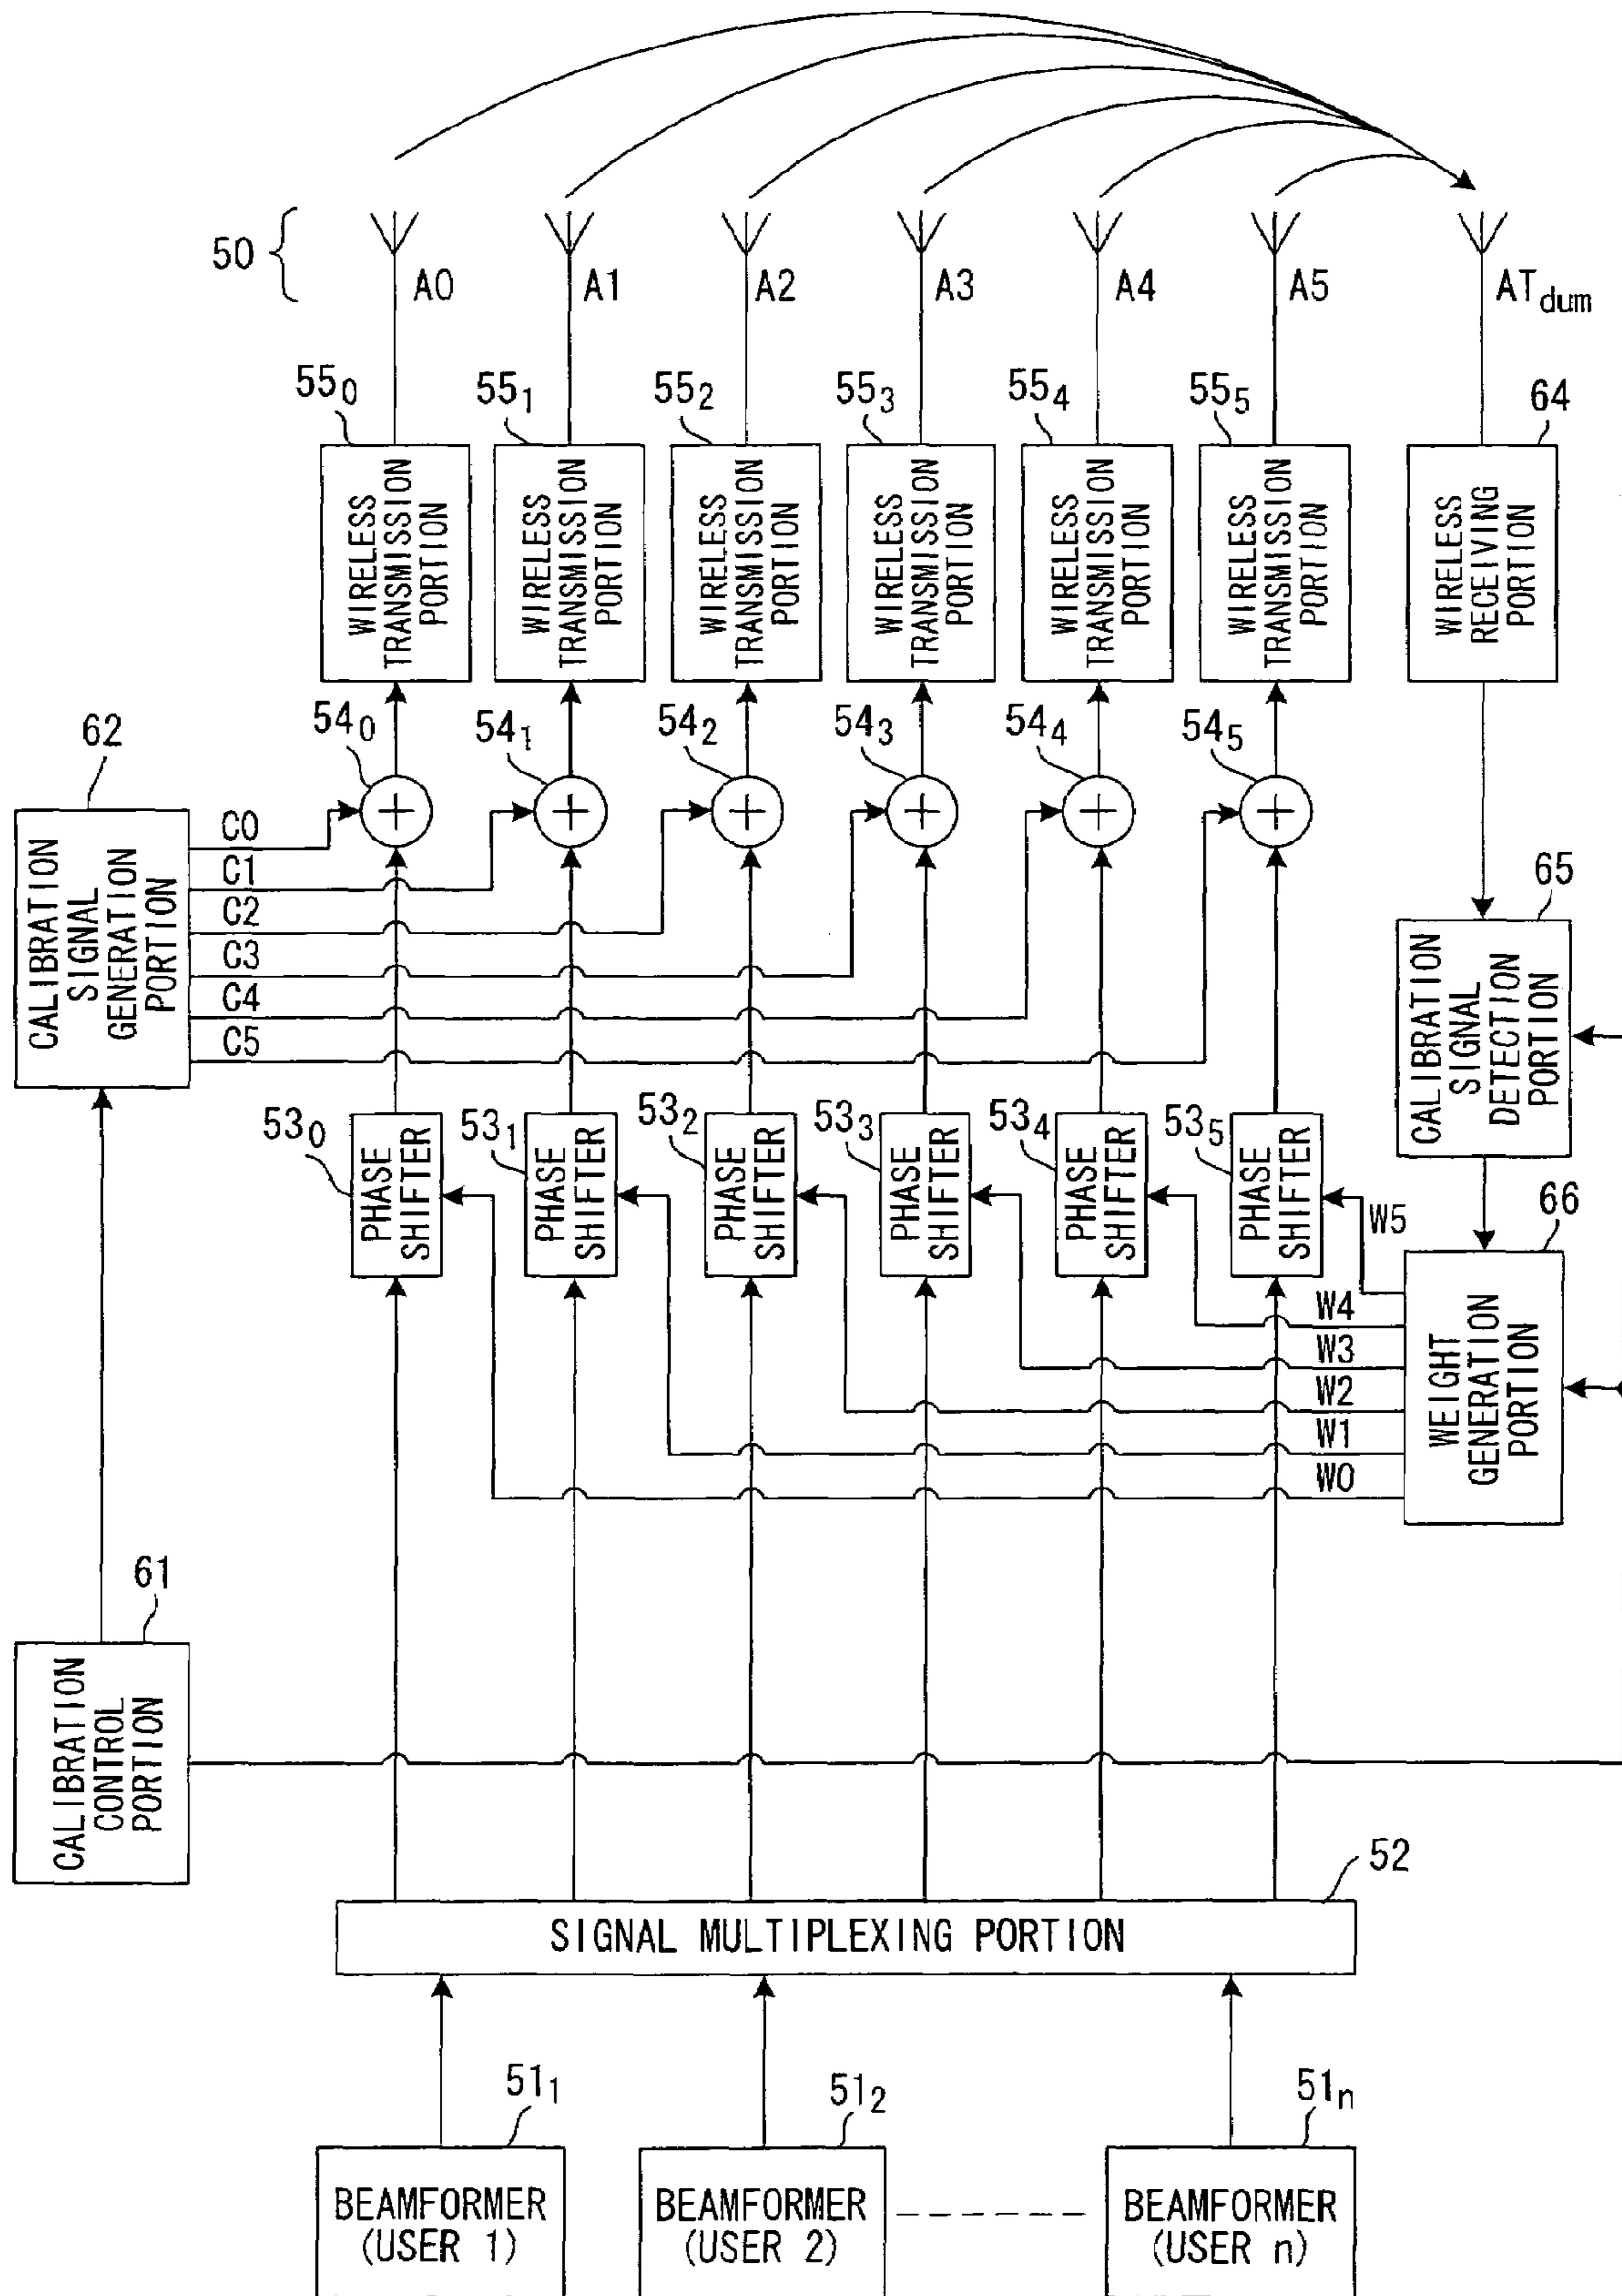 50
A0
A1
A2
A3
A4
A5
AT dum
55 0
55 1
55 2
55 3
55 4
55 5
64
WIRELESS
TRANSMISSION
PORTION
WIRELESS
TRANSMISSION
PORTION
WIRELESS
TRANSMISSION
PORTION
WIRELESS
TRANSMISSION
PORTION
WIRELESS
TRANSMISSION
PORTION
WIRELESS
TRANSMISSION
PORTION
WIRELESS
RECEIVING
PORTION
62
54 0
54 1
54 2
54 3
54 4
54 5
+
+
+
+
+
+
CALIBRATION
SIGNAL
GENERATION
PORTION
C0
C1
C2
C3
C4
C5
65
CALIBRATION
SIGNAL
DETECTION
PORTION
53 0
53 1
53 2
53 3
53 4
53 5
PHASE
SHIFTER
PHASE
SHIFTER
PHASE
SHIFTER
PHASE
SHIFTER
PHASE
SHIFTER
PHASE
SHIFTER
66
W5
W4
W3
W2
W1
W0
WEIGHT
GENERATION
PORTION
61
CALIBRATION
CONTROL
PORTION
52
SIGNAL MULTIPLEXING PORTION
51 1
51 2
51 n
BEAMFORMER
(USER 1)
BEAMFORMER
(USER 2)
BEAMFORMER
(USER n)